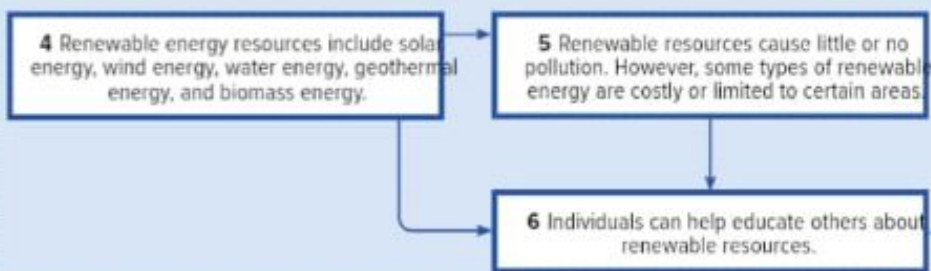 4 Renewable energy resources include solar
energy, wind energy, water energy, geothermal
energy, and biomass energy.
5 Renewable resources cause little or no
pollution. However, some types of renewable
energy are costly or limited to certain areas.
6 Individuals can help educate others about
renewable resources.